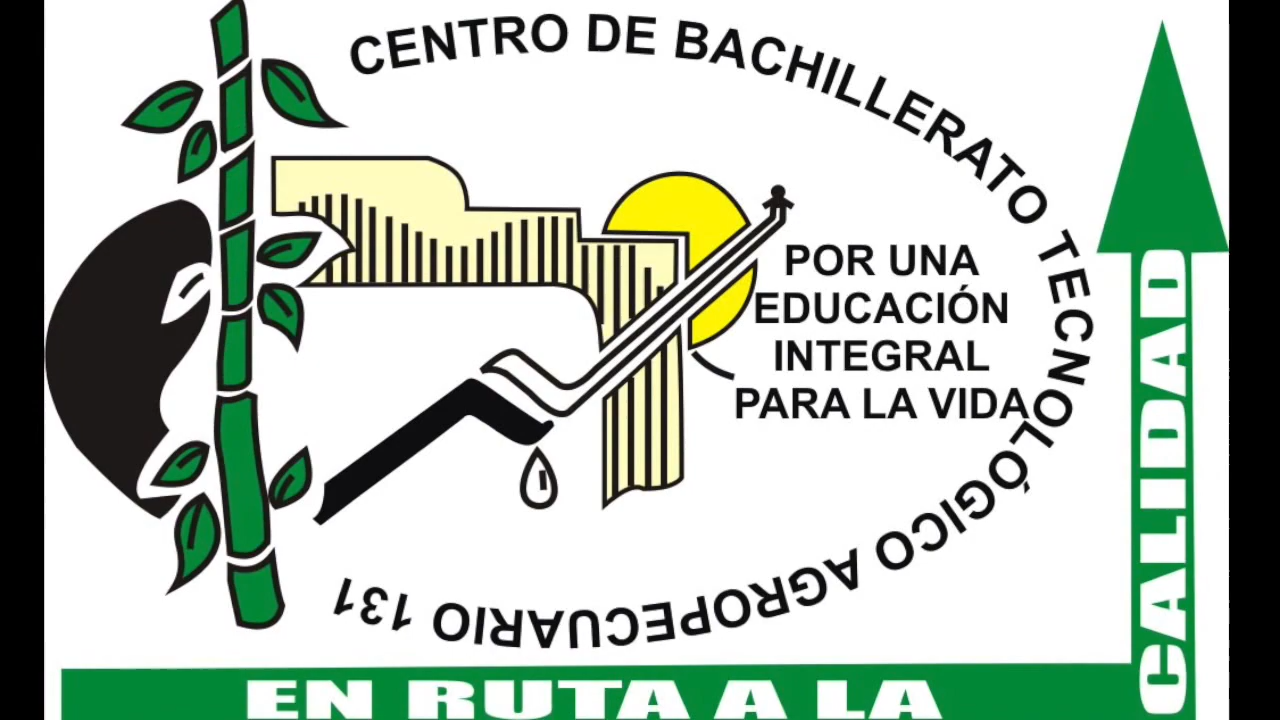 CENTRO DE BACHILLERATO TECNOLÓGICO AGROPECUARIO 131
POR UNA
EDUCACIÓN
INTEGRAL
PARA LA VIDA
EN RUTA A LA
CALIDAD